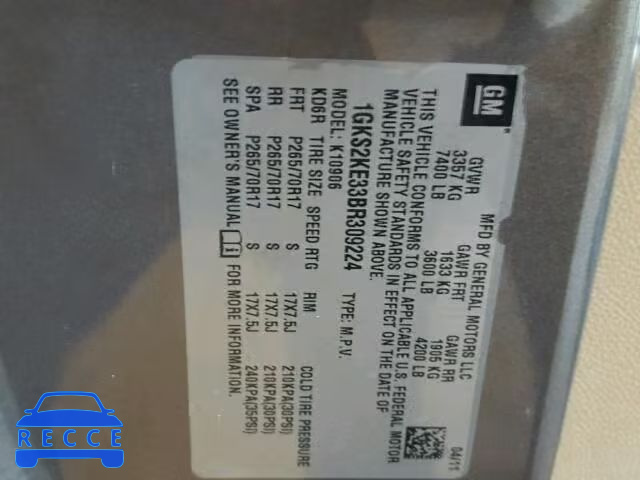 GM
MFD BY GENERAL MOTORS LLC
04/11
GVWR GAWR FRT GAWR RR
3357 KG 1633 KG 1905 KG
7400 LB 3600 LB 4200 LB
THIS VEHICLE CONFORMS TO ALL APPLICABLE U.S. FEDERAL MOTOR
VEHICLE SAFETY STANDARDS IN EFFECT ON THE DATE OF
MANUFACTURE SHOWN ABOVE.
1GKS2KE33BR309224 TYPE: M.P.V.
MODEL: K10906
KD6R TIRE SIZE SPEED RTG RIM COLD TIRE PRESSURE
FRT P265/70R17 S 17X7.5J 210KPA(30PSI)
RR P265/70R17 S 17X7.5J 210KPA(30PSI)
SPA P265/70R17 S 17X7.5J 240KPA(35PSI)
SEE OWNER'S MANUAL FOR MORE INFORMATION.
RECCE